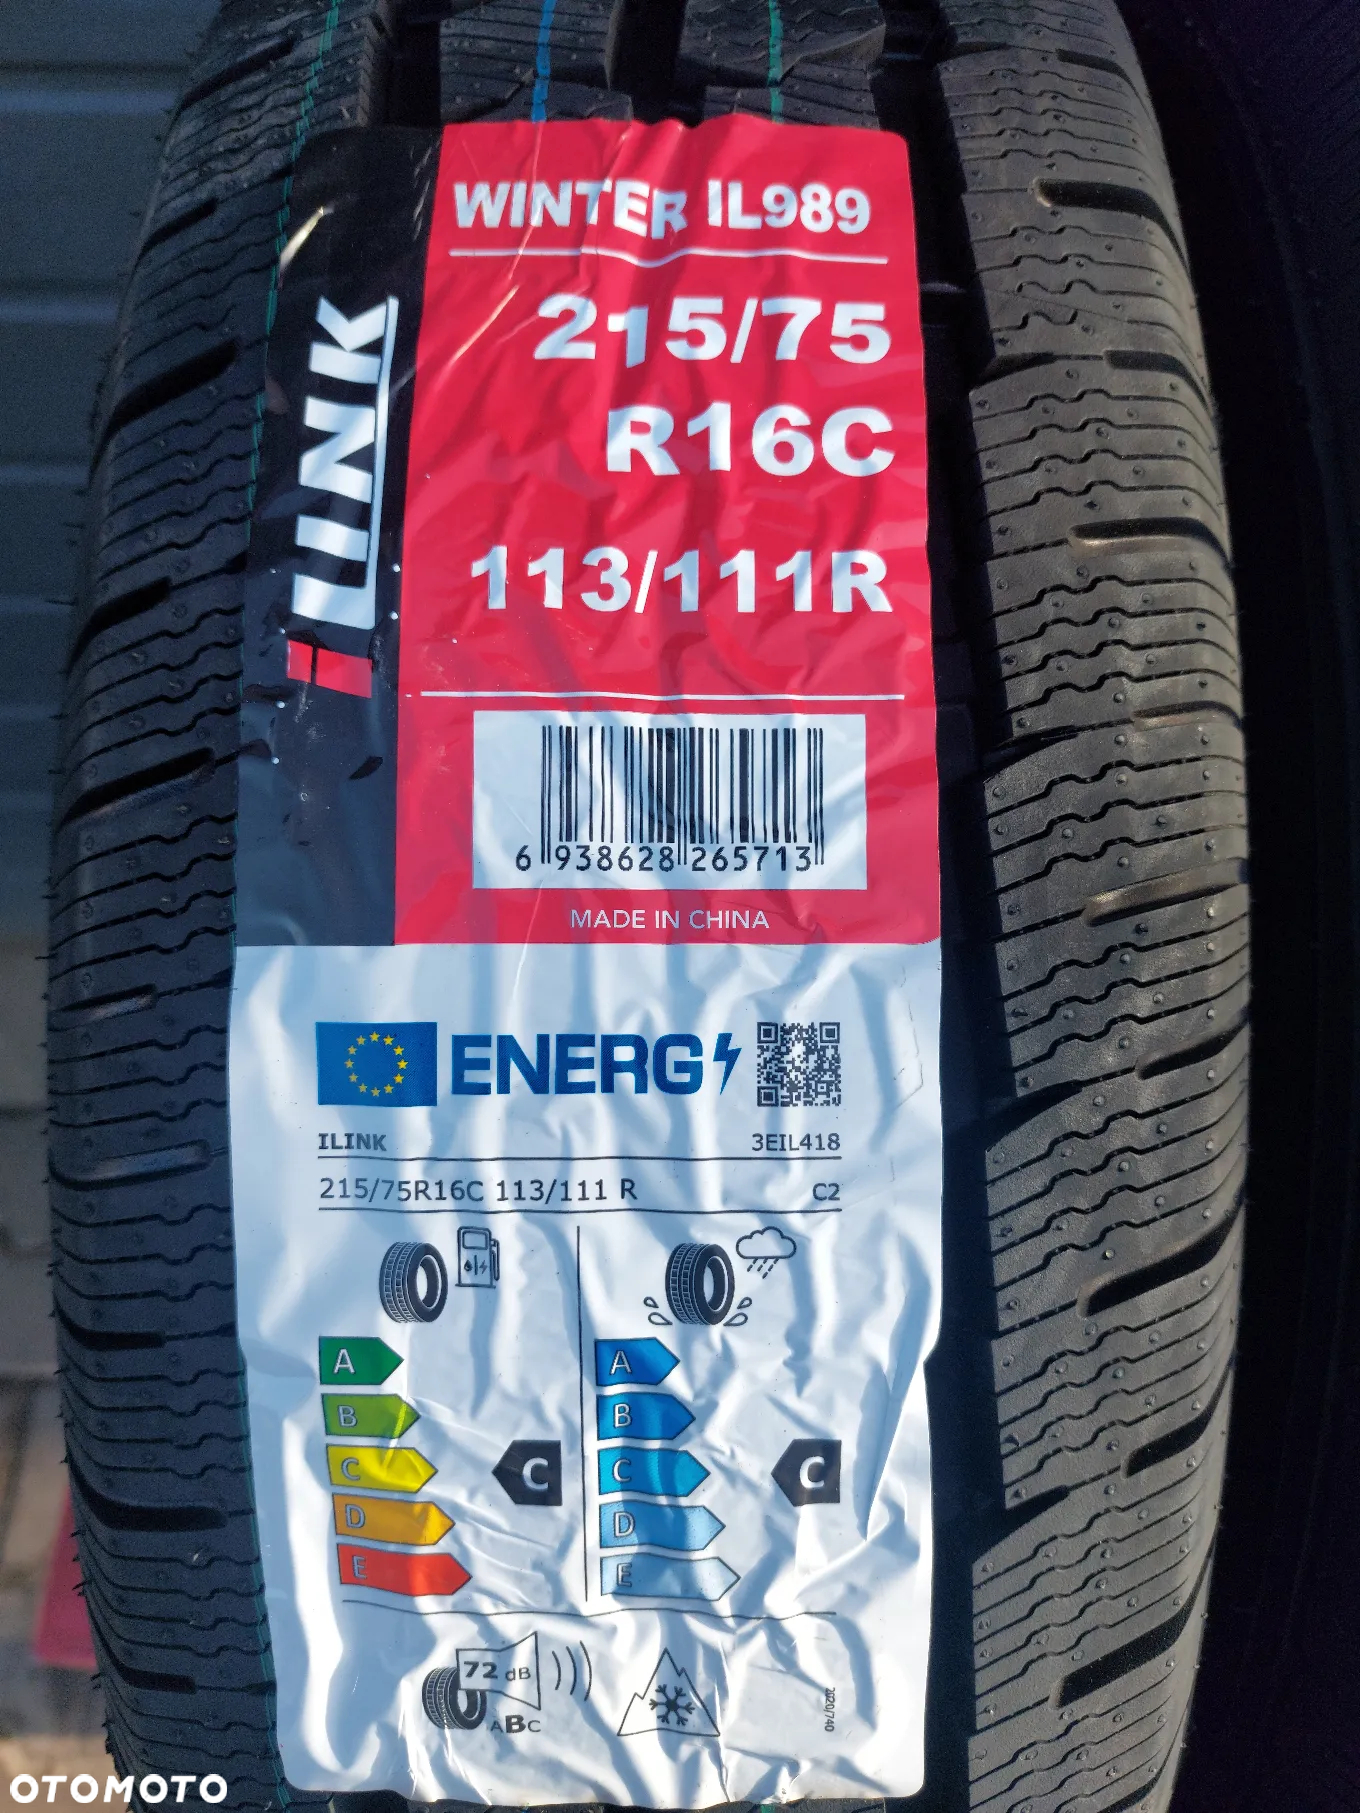 WINTER IL989
215/75
R16C
113/111R
ILINK
6 938628 265713
MADE IN CHINA
ENERG
ILINK 3EIL418
215/75R16C 113/111 R C2
A
B
C
D
E
C
A
B
C
D
E
C
72 dB
ABC
2020/740
OTOMOTO